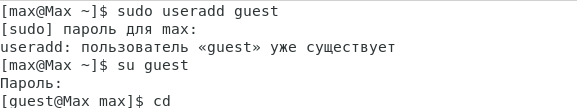 [max@Max ~]$ sudo useradd guest
[sudo] пароль для max:
useradd: пользователь «guest» уже существует
[max@Max ~]$ su guest
Пароль:
[guest@Max max]$ cd